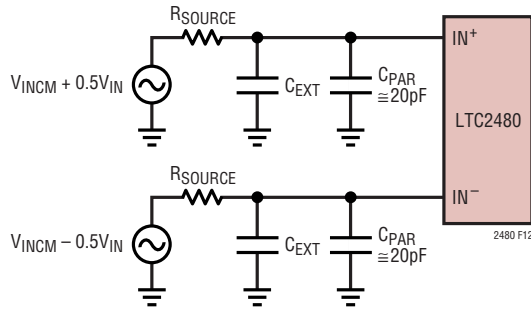 RSOURCE
IN+
VINCM + 0.5VIN
CEXT
CPAR
≅20pF
LTC2480
RSOURCE
IN–
VINCM – 0.5VIN
CEXT
CPAR
≅20pF
2480 F12